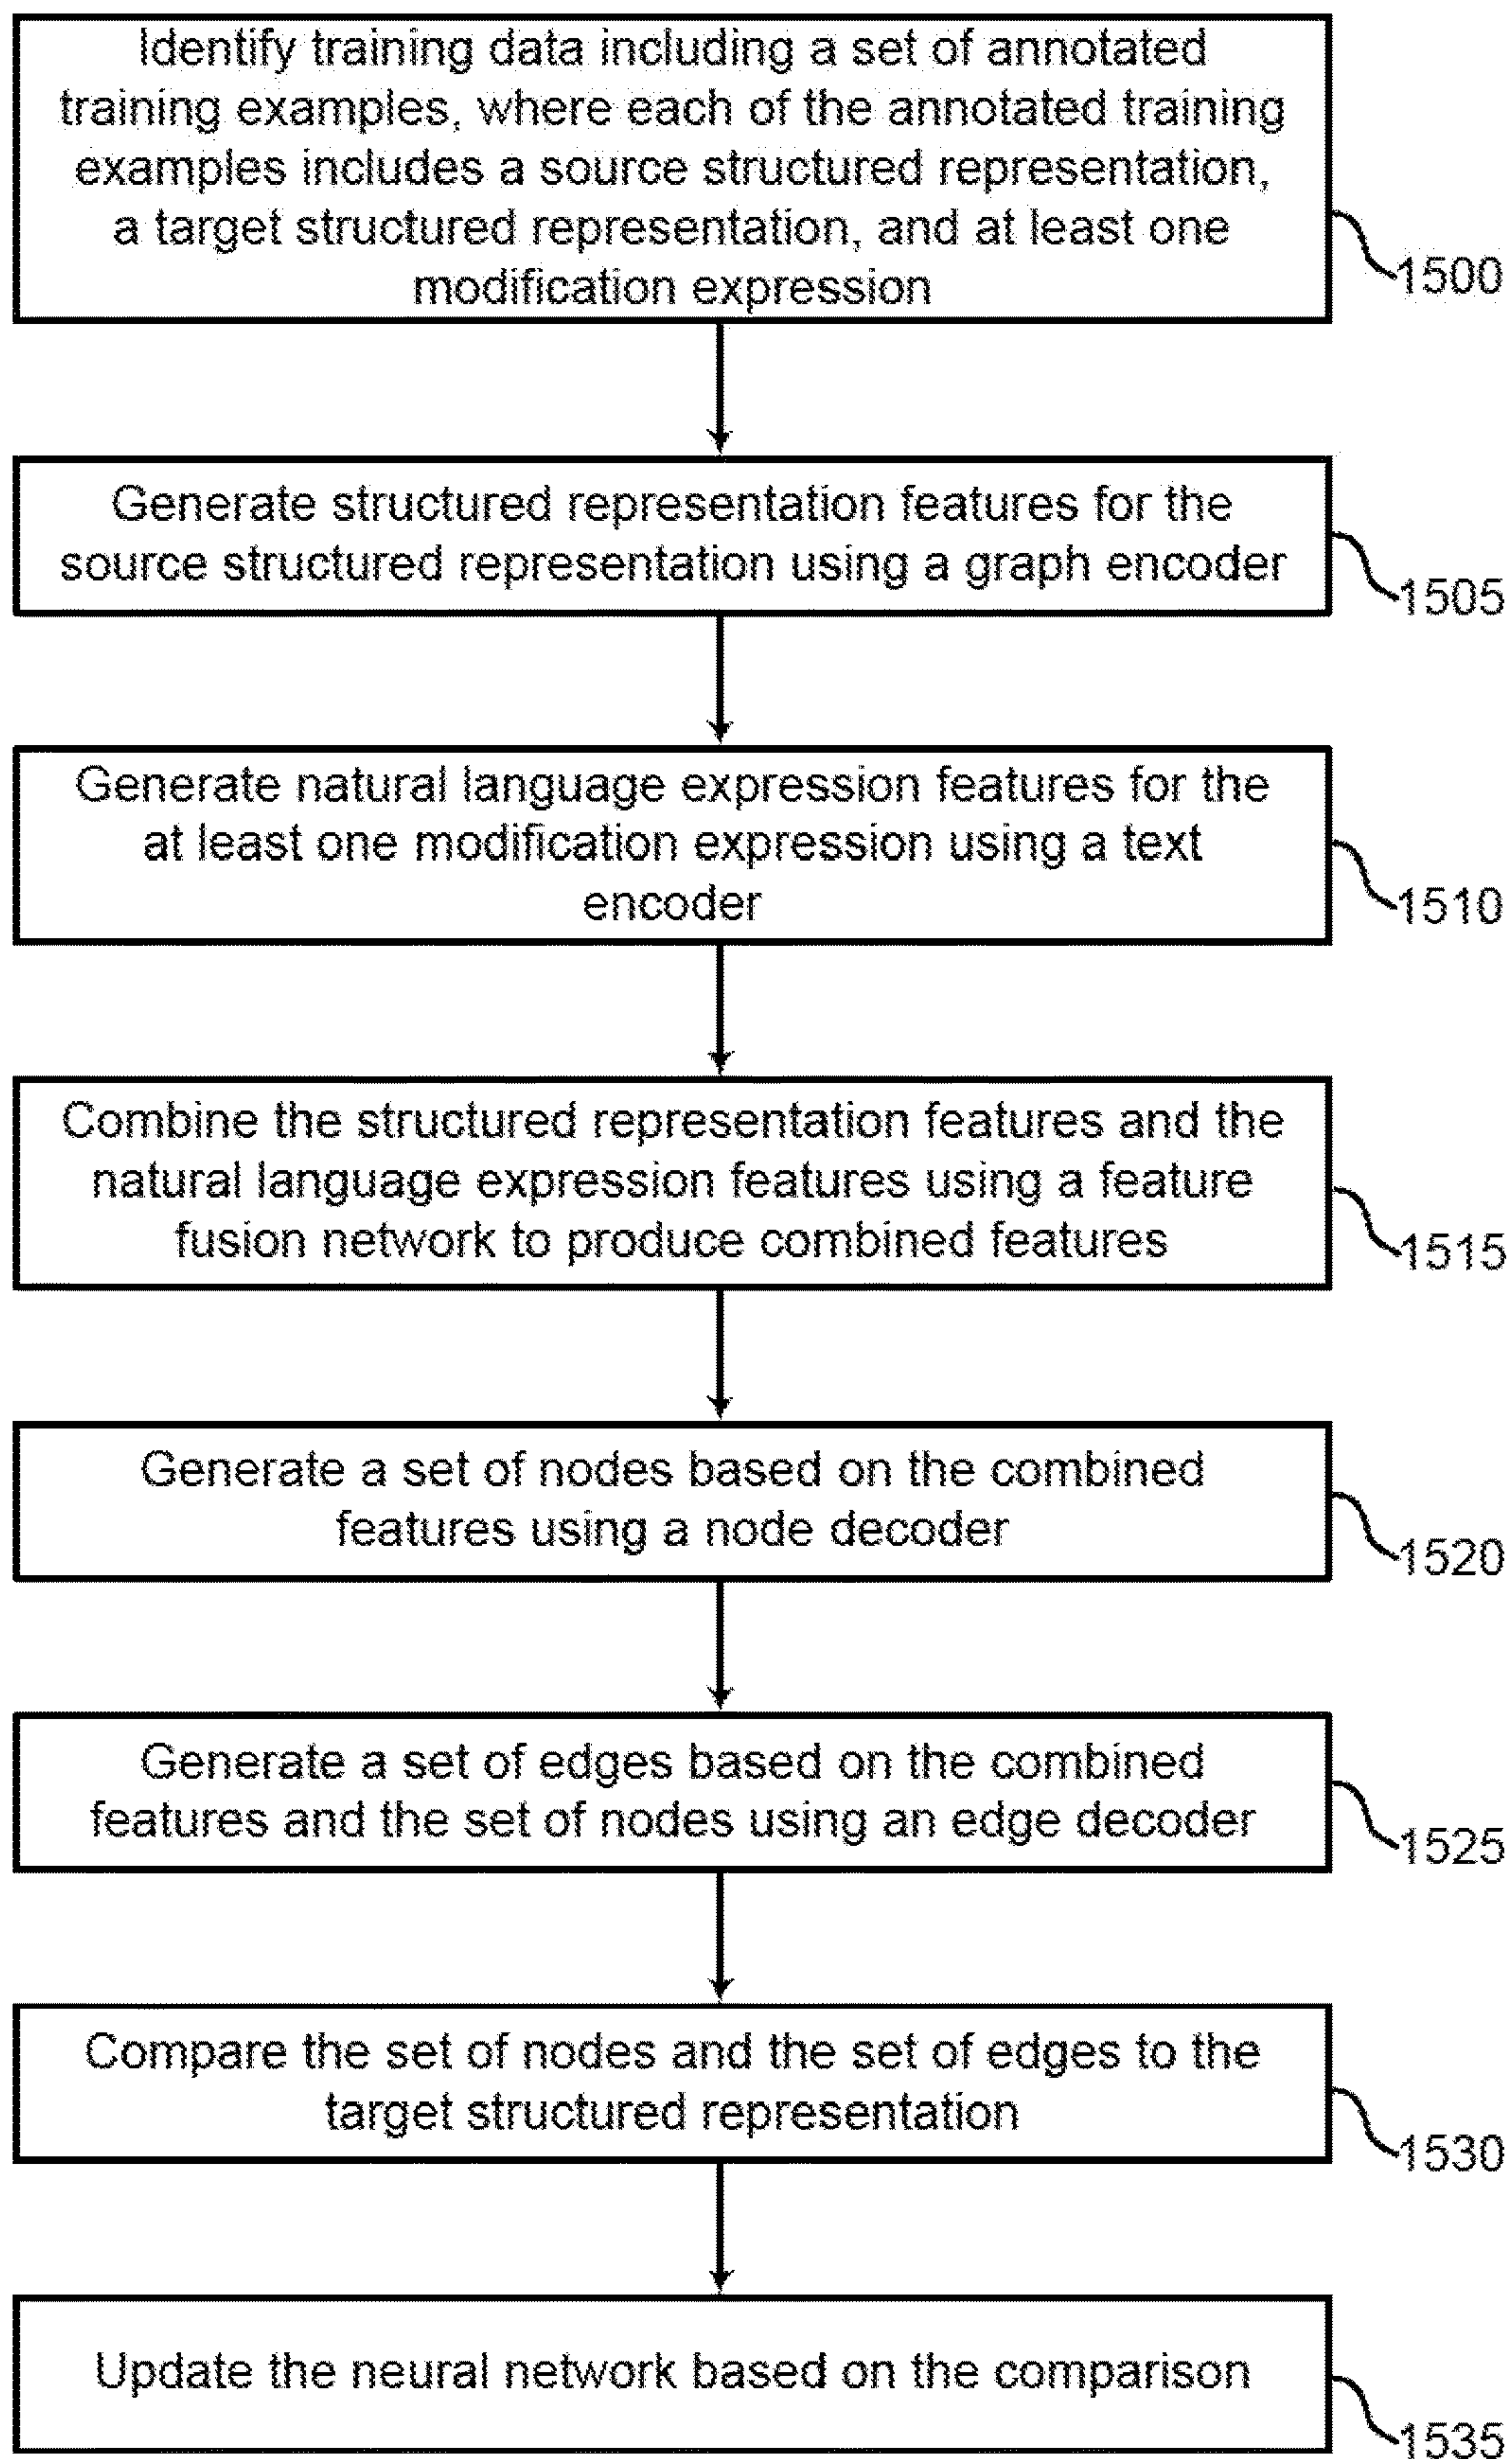 Identify training data including a set of annotated
training examples, where each of the annotated training
examples includes a source structured representation,
a target structured representation, and at least one
modification expression
1500
Generate structured representation features for the
source structured representation using a graph encoder
1505
Generate natural language expression features for the
at least one modification expression using a text
encoder
1510
Combine the structured representation features and the
natural language expression features using a feature
fusion network to produce combined features
1515
Generate a set of nodes based on the combined
features using a node decoder
1520
Generate a set of edges based on the combined
features and the set of nodes using an edge decoder
1525
Compare the set of nodes and the set of edges to the
target structured representation
1530
Update the neural network based on the comparison
1535